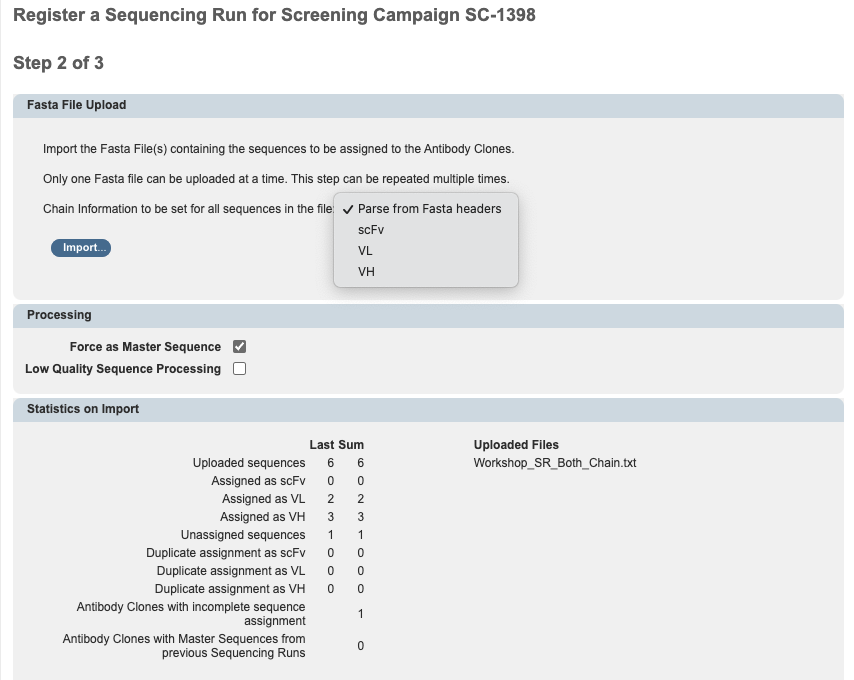 Register a Sequencing Run for Screening Campaign SC-1398
Step 2 of 3
Fasta File Upload
Import the Fasta File(s) containing the sequences to be assigned to the Antibody Clones.
Only one Fasta file can be uploaded at a time. This step can be repeated multiple times.
Chain Information to be set for all sequences in the file: ✓ Parse from Fasta headers
scFv
VL
VH
Import...
Processing
Force as Master Sequence
Low Quality Sequence Processing
Statistics on Import
Last Sum Uploaded Files
Uploaded sequences 6 6 Workshop_SR_Both_Chain.txt
Assigned as scFv 0 0
Assigned as VL 2 2
Assigned as VH 3 3
Unassigned sequences 1 1
Duplicate assignment as scFv 0 0
Duplicate assignment as VL 0 0
Duplicate assignment as VH 0 0
Antibody Clones with incomplete sequence
assignment 1
Antibody Clones with Master Sequences from
previous Sequencing Runs 0